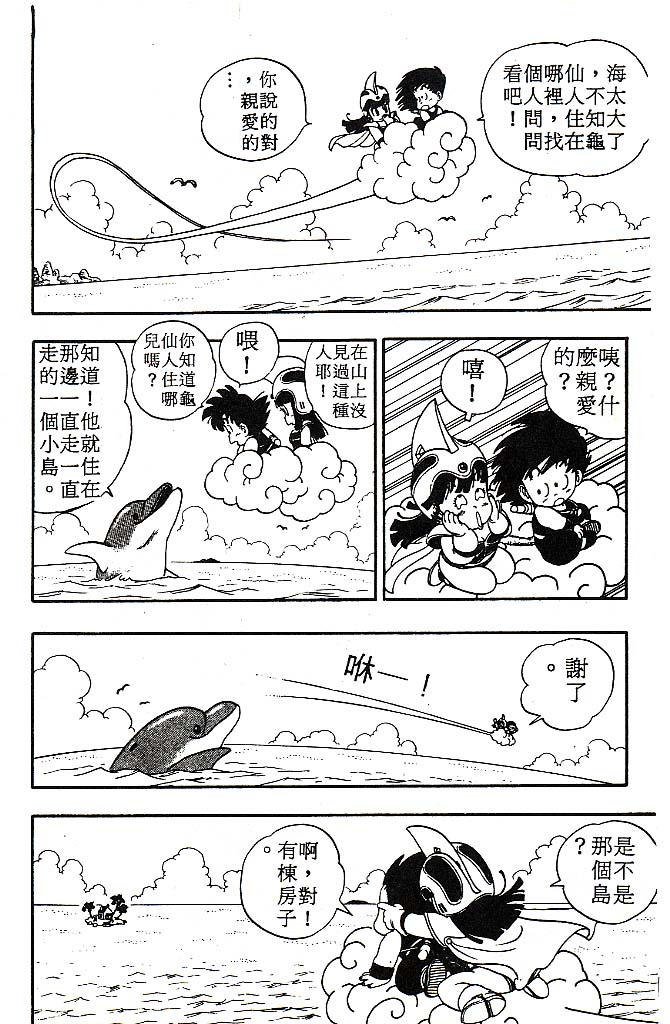 海太大了
，不知龜
仙人住在
哪裡，找
個人問問
看吧！
你說的對
，親愛的
…
咦？什
麼親愛
的？
嘻！
在山上沒
見過這種
人耶！
喂！
你知道龜
仙人住哪
兒嗎？
知道！他就住在
那邊一直走一直
走的一個小島。
謝了
。
咻—！
是不是
那個島
？
啊，對！
有棟房子
。